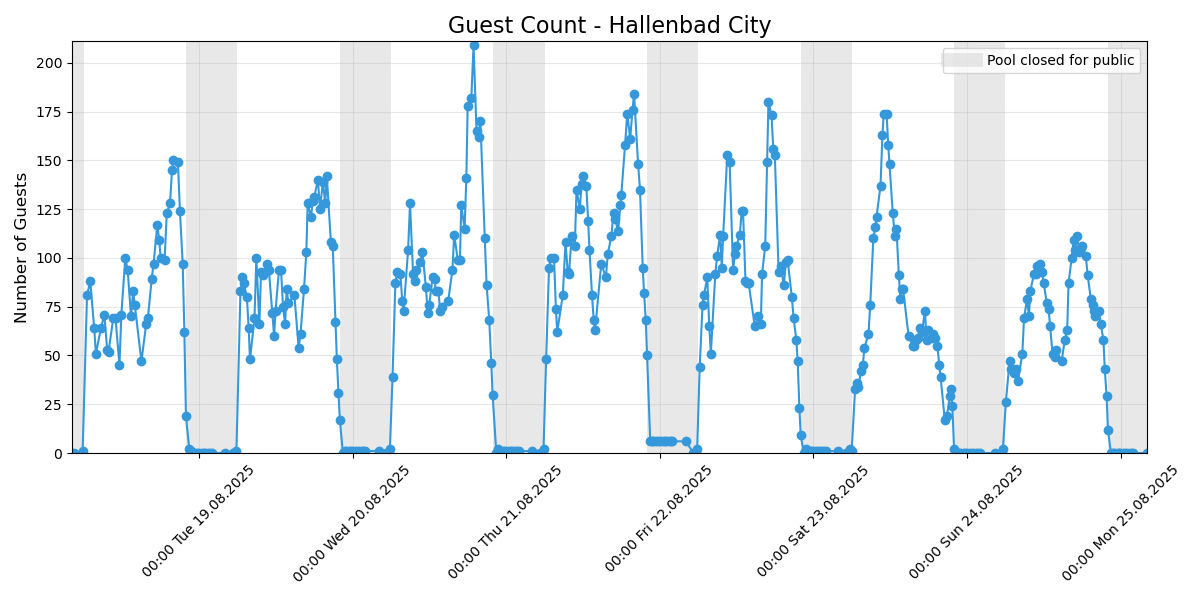 Guest Count - Hallenbad City
Pool closed for public
Number of Guests
200
175
150
125
100
75
50
25
0
00:00 Tue 19.08.2025
00:00 Wed 20.08.2025
00:00 Thu 21.08.2025
00:00 Fri 22.08.2025
00:00 Sat 23.08.2025
00:00 Sun 24.08.2025
00:00 Mon 25.08.2025